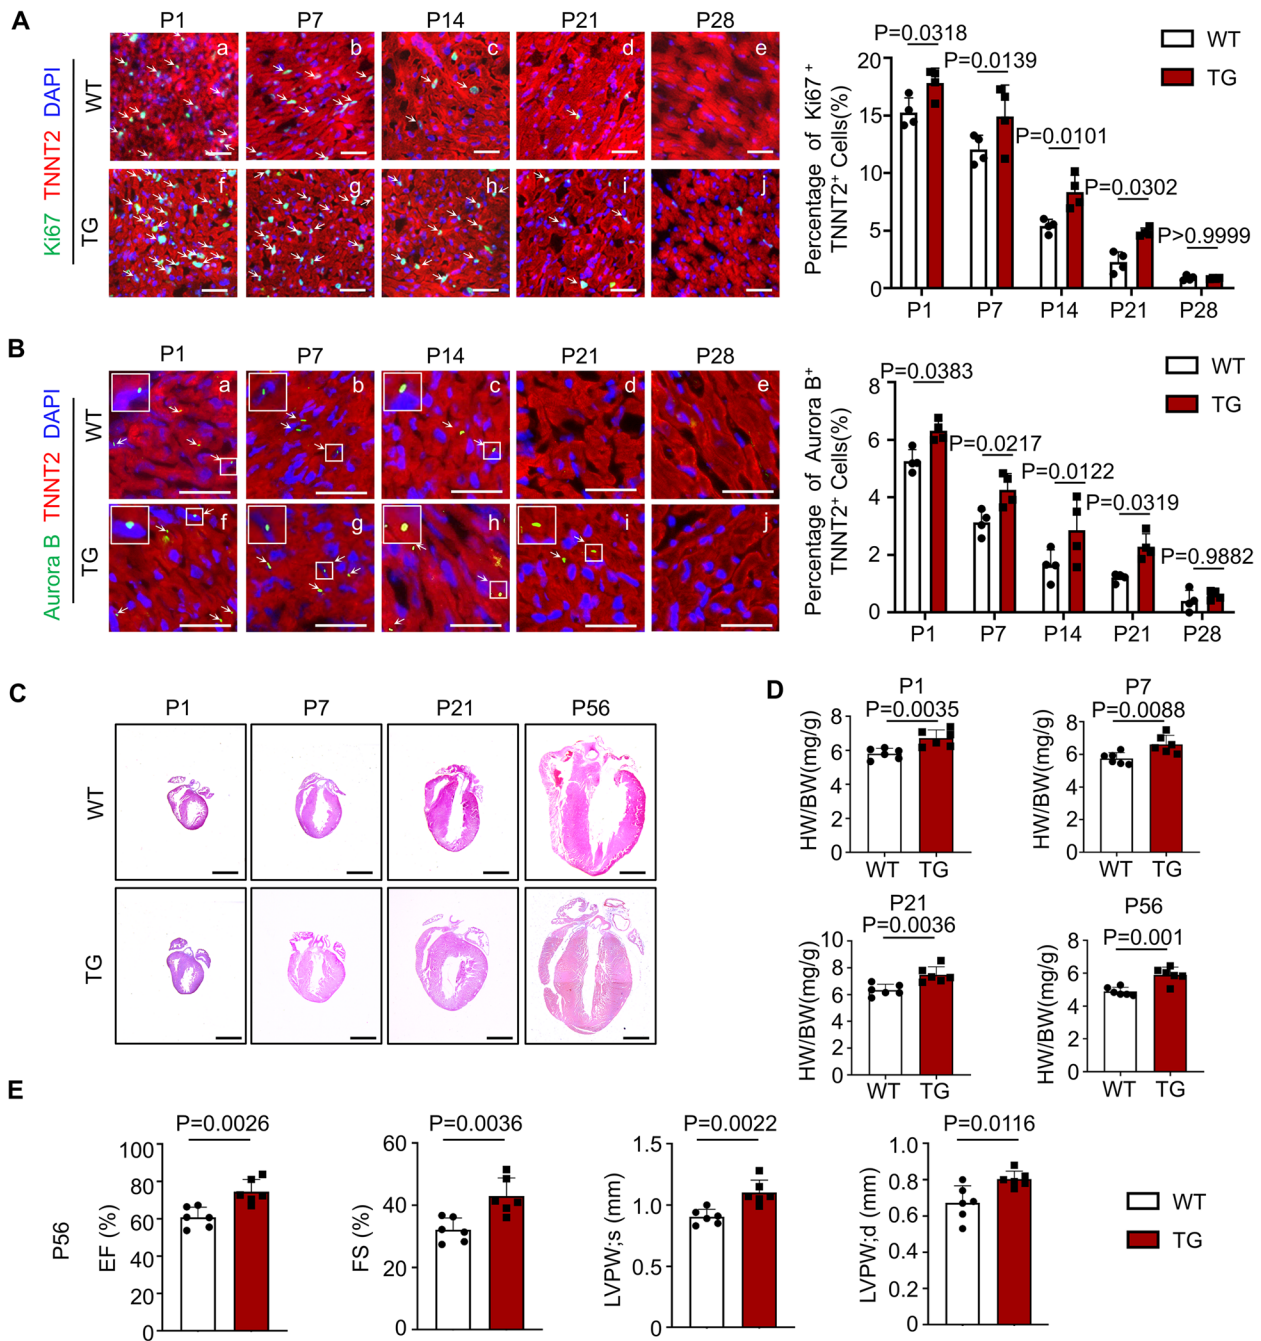 A
P1 P7 P14 P21 P28
Ki67 TNNT2 DAPI
WT
a b c d e
TG
f g h i j
Percentage of Ki67+
TNNT2+ Cells(%)
20
15
10
5
0
P=0.0318
P=0.0139
P=0.0101
P=0.0302
P>0.9999
P1 P7 P14 P21 P28
WT
TG
B
P1 P7 P14 P21 P28
Aurora B TNNT2 DAPI
WT
a b c d e
TG
f g h i j
Percentage of Aurora B+
TNNT2+ Cells(%)
8
6
4
2
0
P=0.0383
P=0.0217
P=0.0122
P=0.0319
P=0.9882
P1 P7 P14 P21 P28
WT
TG
C
P1 P7 P21 P56
WT
TG
D
P1
P=0.0035
HW/BW(mg/g)
8
6
4
2
0
WT TG
P7
P=0.0088
HW/BW(mg/g)
8
6
4
2
0
WT TG
P21
P=0.0036
HW/BW(mg/g)
10
8
6
4
2
0
WT TG
P56
P=0.001
HW/BW(mg/g)
8
6
4
2
0
WT TG
E
P56
P=0.0026
EF (%)
100
80
60
40
20
0
P=0.0036
FS (%)
60
40
20
0
P=0.0022
LVPW;s (mm)
1.5
1.0
0.5
0
P=0.0116
LVPW;d (mm)
1.0
0.8
0.6
0.4
0.2
0
WT
TG